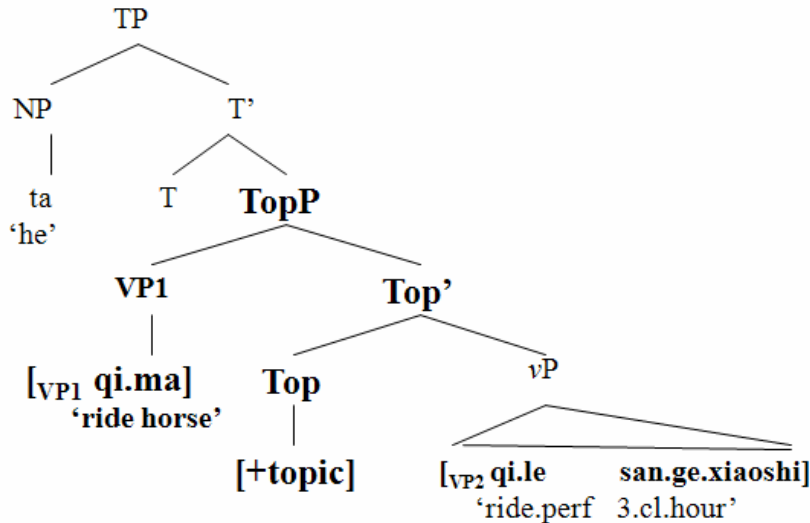 TP
NP T’
ta T TopP
‘he’
VP1 Top’
[VP1 qi.ma] Top vP
‘ride horse’
[+topic] [VP2 qi.le san.ge.xiaoshi]
‘ride.perf 3.cl.hour’